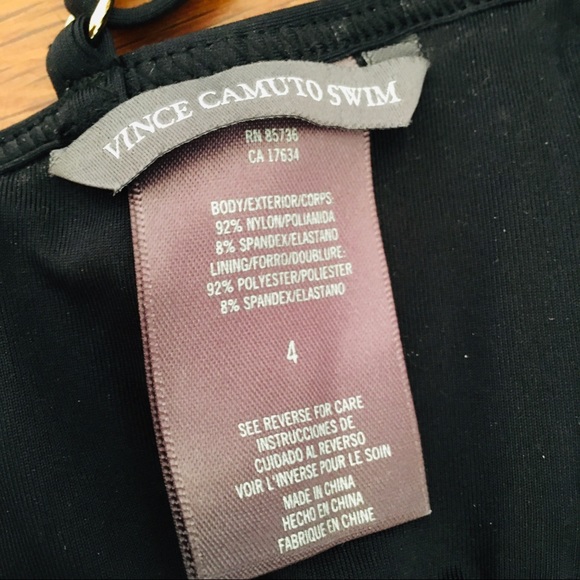 VINCE CAMUTO SWIM
RN 85736
CA 17634
BODY/EXTERIOR/CORPS:
92% NYLON/POLIAMIDA
8% SPANDEX/ELASTANO
LINING/FORRO/DOUBLURE:
92% POLYESTER/POLIESTER
8% SPANDEX/ELASTANO
4
SEE REVERSE FOR CARE
INSTRUCCIONES DE
CUIDADO AL REVERSO
VOIR L'INVERSE POUR LE SOIN
MADE IN CHINA
HECHO EN CHINA
FABRIQUE EN CHINE